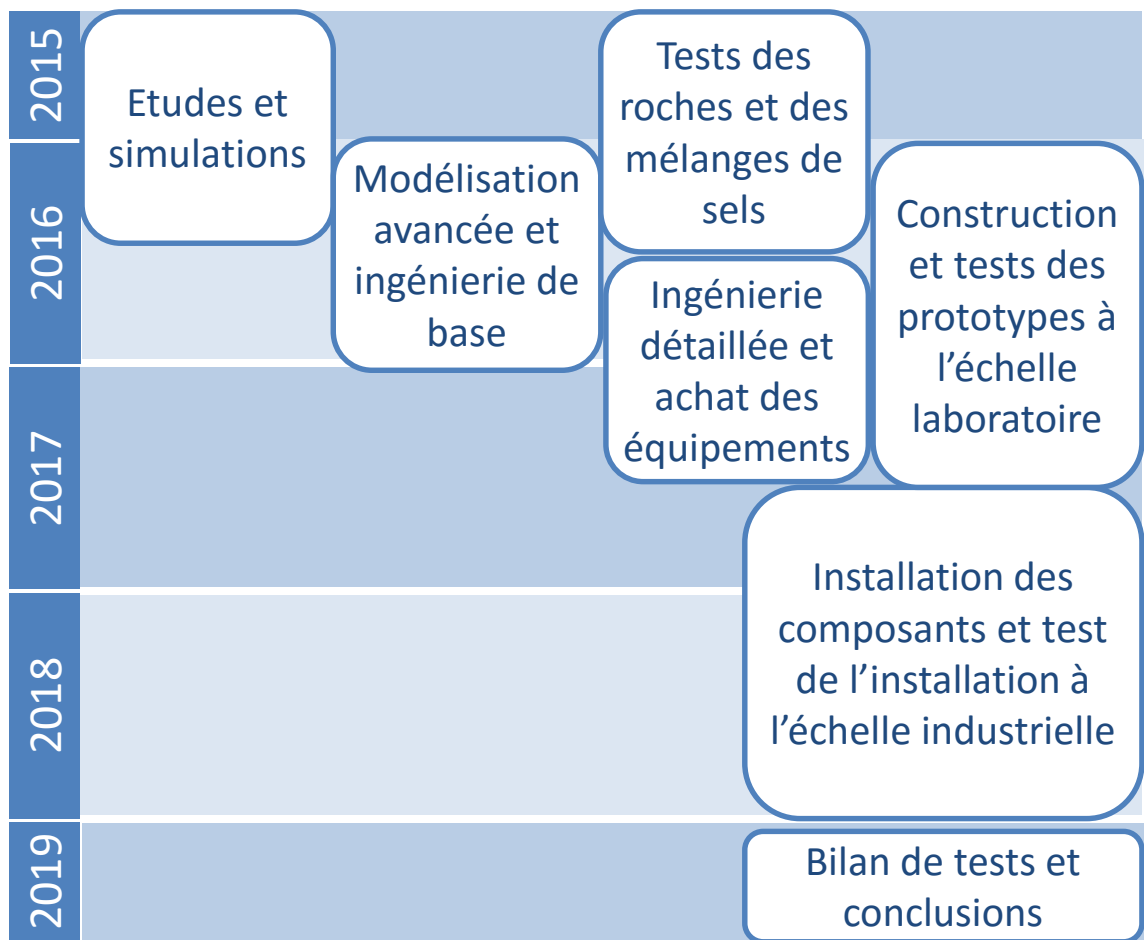 2015
Etudes et
simulations
Tests des
roches et des
mélanges de
sels
2016
Modélisation
avancée et
ingénierie de
base
Construction
et tests des
prototypes à
l’échelle
laboratoire
Ingénierie
détaillée et
achat des
équipements
2017
Installation des
composants et test
de l’installation à
l’échelle industrielle
2018
2019
Bilan de tests et
conclusions